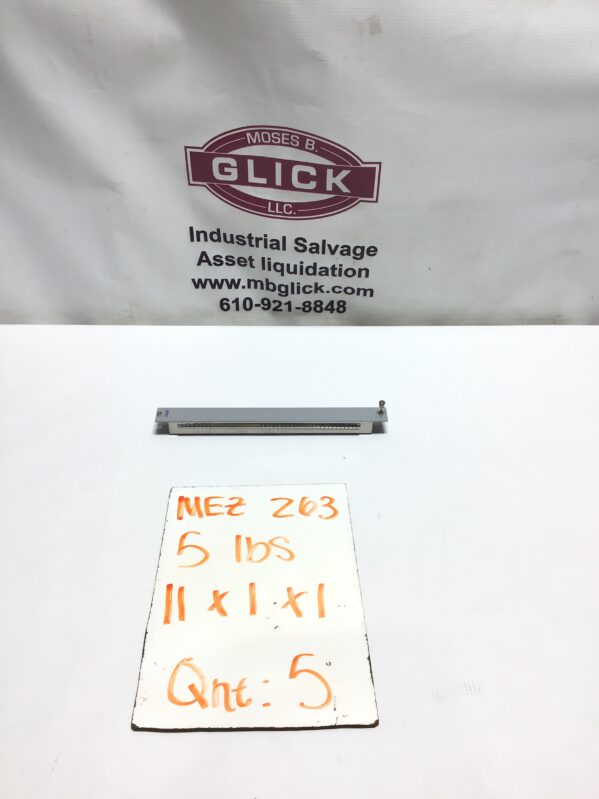 MOSES B.
GLICK
LLC.
Industrial Salvage
Asset liquidation
www.mbglick.com
610-921-8848
MEZ 263
5 lbs
11 x 1 x 1
Qnt: 5